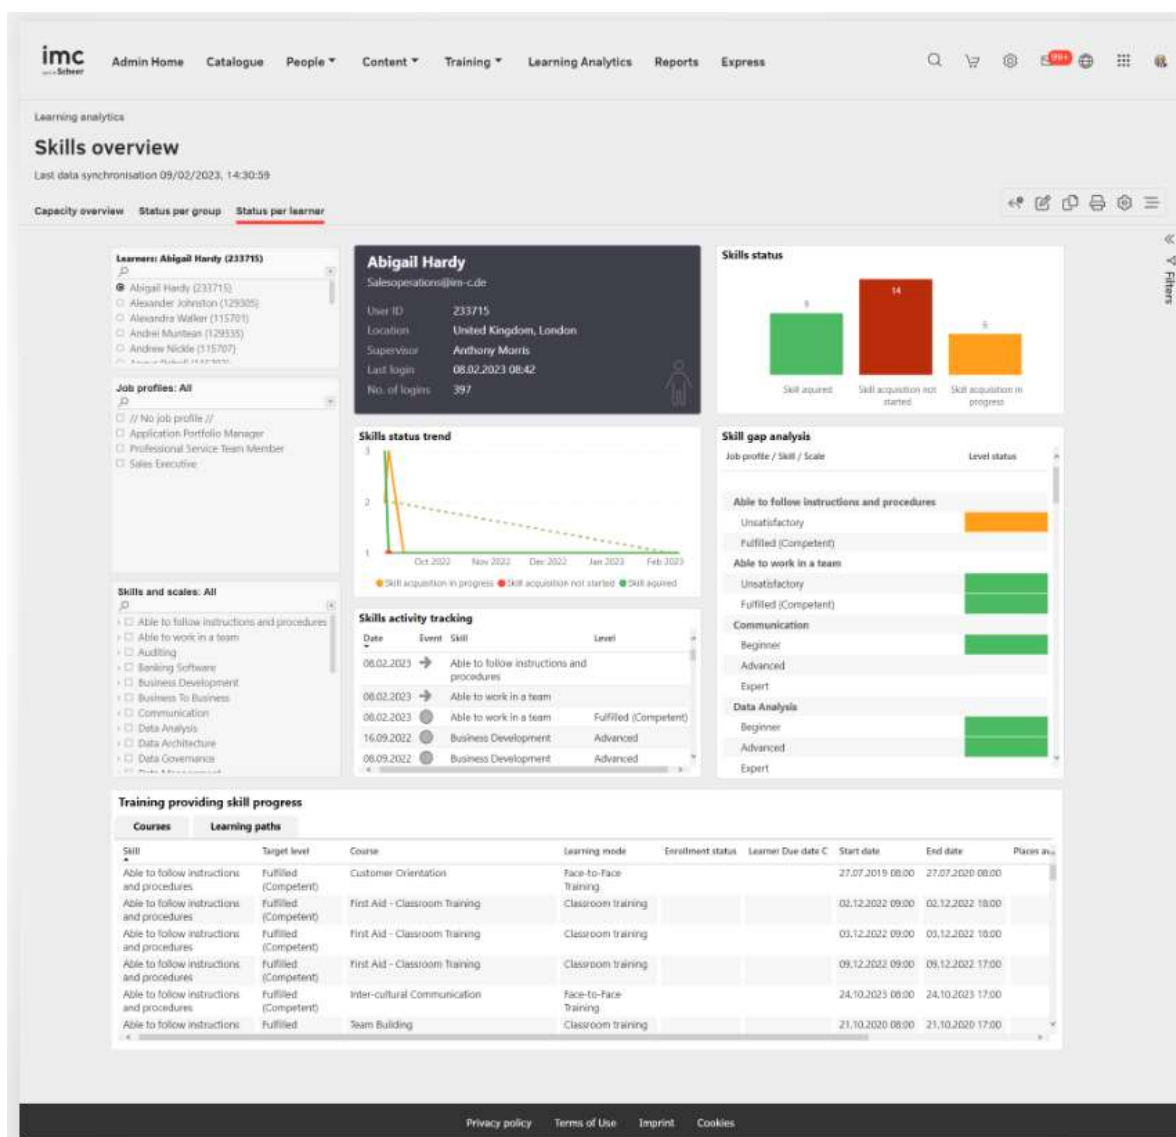 imc
Admin Home Catalogue People Content Training Learning Analytics Reports Express
99+
Learning analytics
Skills overview
Last data synchronisation 09/02/2023, 14:30:59
Capacity overview Status per group Status per learner
Filters
Learners: Abigail Hardy (233715)
Abigail Hardy (233715)
Alexander Johnston (129305)
Alexandra Walker (115701)
Andrei Muntean (129335)
Andrew Nickle (115707)
Job profiles: All
// No job profile //
Application Portfolio Manager
Professional Service Team Member
Sales Executive
Skills and scales: All
Able to follow instructions and procedures
Able to work in a team
Auditing
Banking Software
Business Development
Business To Business
Communication
Data Analysis
Data Architecture
Data Governance
Abigail Hardy
Salesoperations@im-c.de
User ID 233715
Location United Kingdom, London
Supervisor Anthony Morris
Last login 08.02.2023 08:42
No. of logins 397
Skills status trend
3
2
1
Oct 2022 Nov 2022 Dec 2022 Jan 2023 Feb 2023
Skill acquisition in progress Skill acquisition not started Skill aquired
Skills activity tracking
Date Event Skill Level
08.02.2023 Able to follow instructions and
procedures
08.02.2023 Able to work in a team
08.02.2023 Able to work in a team Fulfilled (Competent)
16.09.2022 Business Development Advanced
08.09.2022 Business Development Advanced
Skills status
14
Skill aquired Skill acquisition not Skill acquisition in
started progress
Skill gap analysis
Job profile / Skill / Scale Level status
Able to follow instructions and procedures
Unsatisfactory
Fulfilled (Competent)
Able to work in a team
Unsatisfactory
Fulfilled (Competent)
Communication
Beginner
Advanced
Expert
Data Analysis
Beginner
Advanced
Expert
Training providing skill progress
Courses Learning paths
Skill Target level Course Learning mode Enrollment status Learner Due date C Start date End date Places av...
Able to follow instructions Fulfilled Customer Orientation Face-to-Face 27.07.2019 08:00 27.07.2020 08:00
and procedures (Competent) Training
Able to follow instructions Fulfilled First Aid - Classroom Training Classroom training 02.12.2022 09:00 02.12.2022 18:00
and procedures (Competent)
Able to follow instructions Fulfilled First Aid - Classroom Training Classroom training 03.12.2022 09:00 03.12.2022 18:00
and procedures (Competent)
Able to follow instructions Fulfilled First Aid - Classroom Training Classroom training 09.12.2022 09:00 09.12.2022 17:00
and procedures (Competent)
Able to follow instructions Fulfilled Inter-cultural Communication Face-to-Face 24.10.2023 08:00 24.10.2023 17:00
and procedures (Competent) Training
Able to follow instructions Fulfilled Team Building Classroom training 21.10.2020 08:00 21.10.2020 17:00
Privacy policy Terms of Use Imprint Cookies